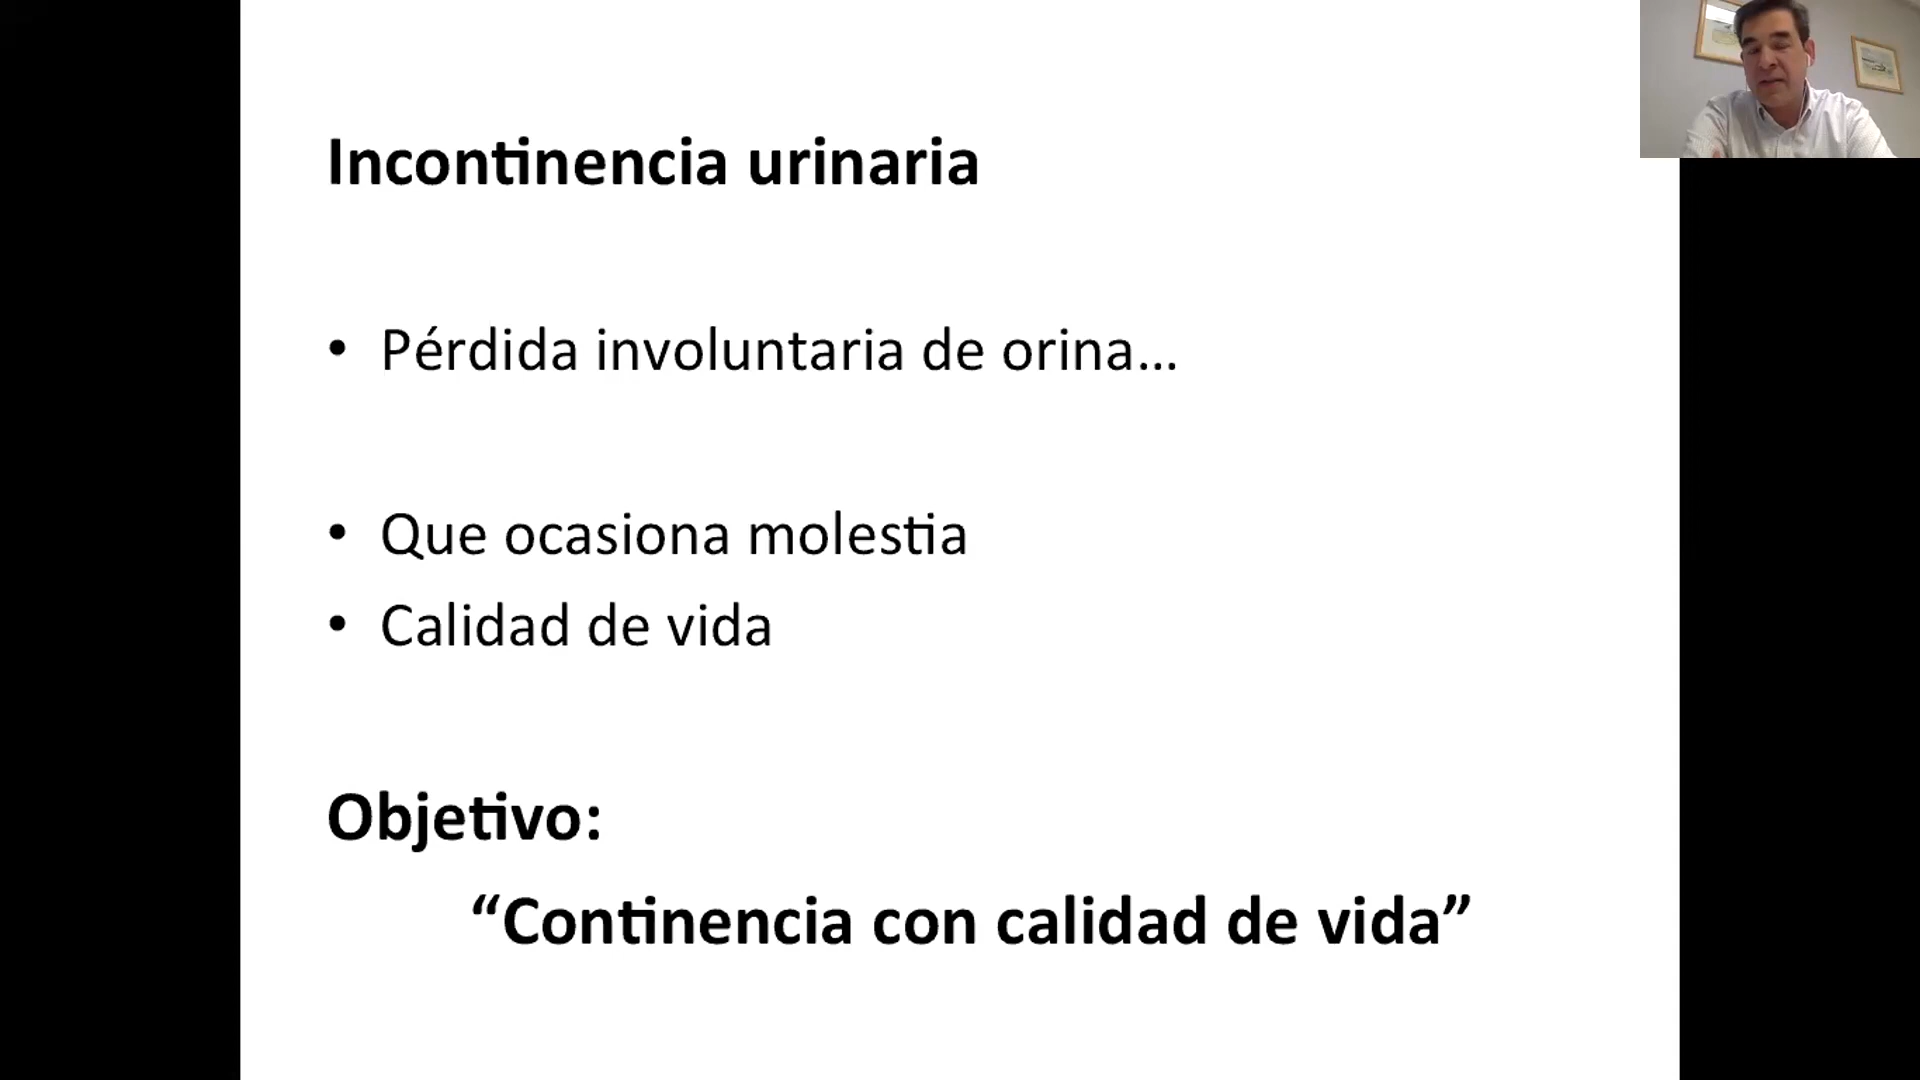 Incontinencia urinaria
• Pérdida involuntaria de orina...
• Que ocasiona molestia
• Calidad de vida
Objetivo:
“Continencia con calidad de vida”